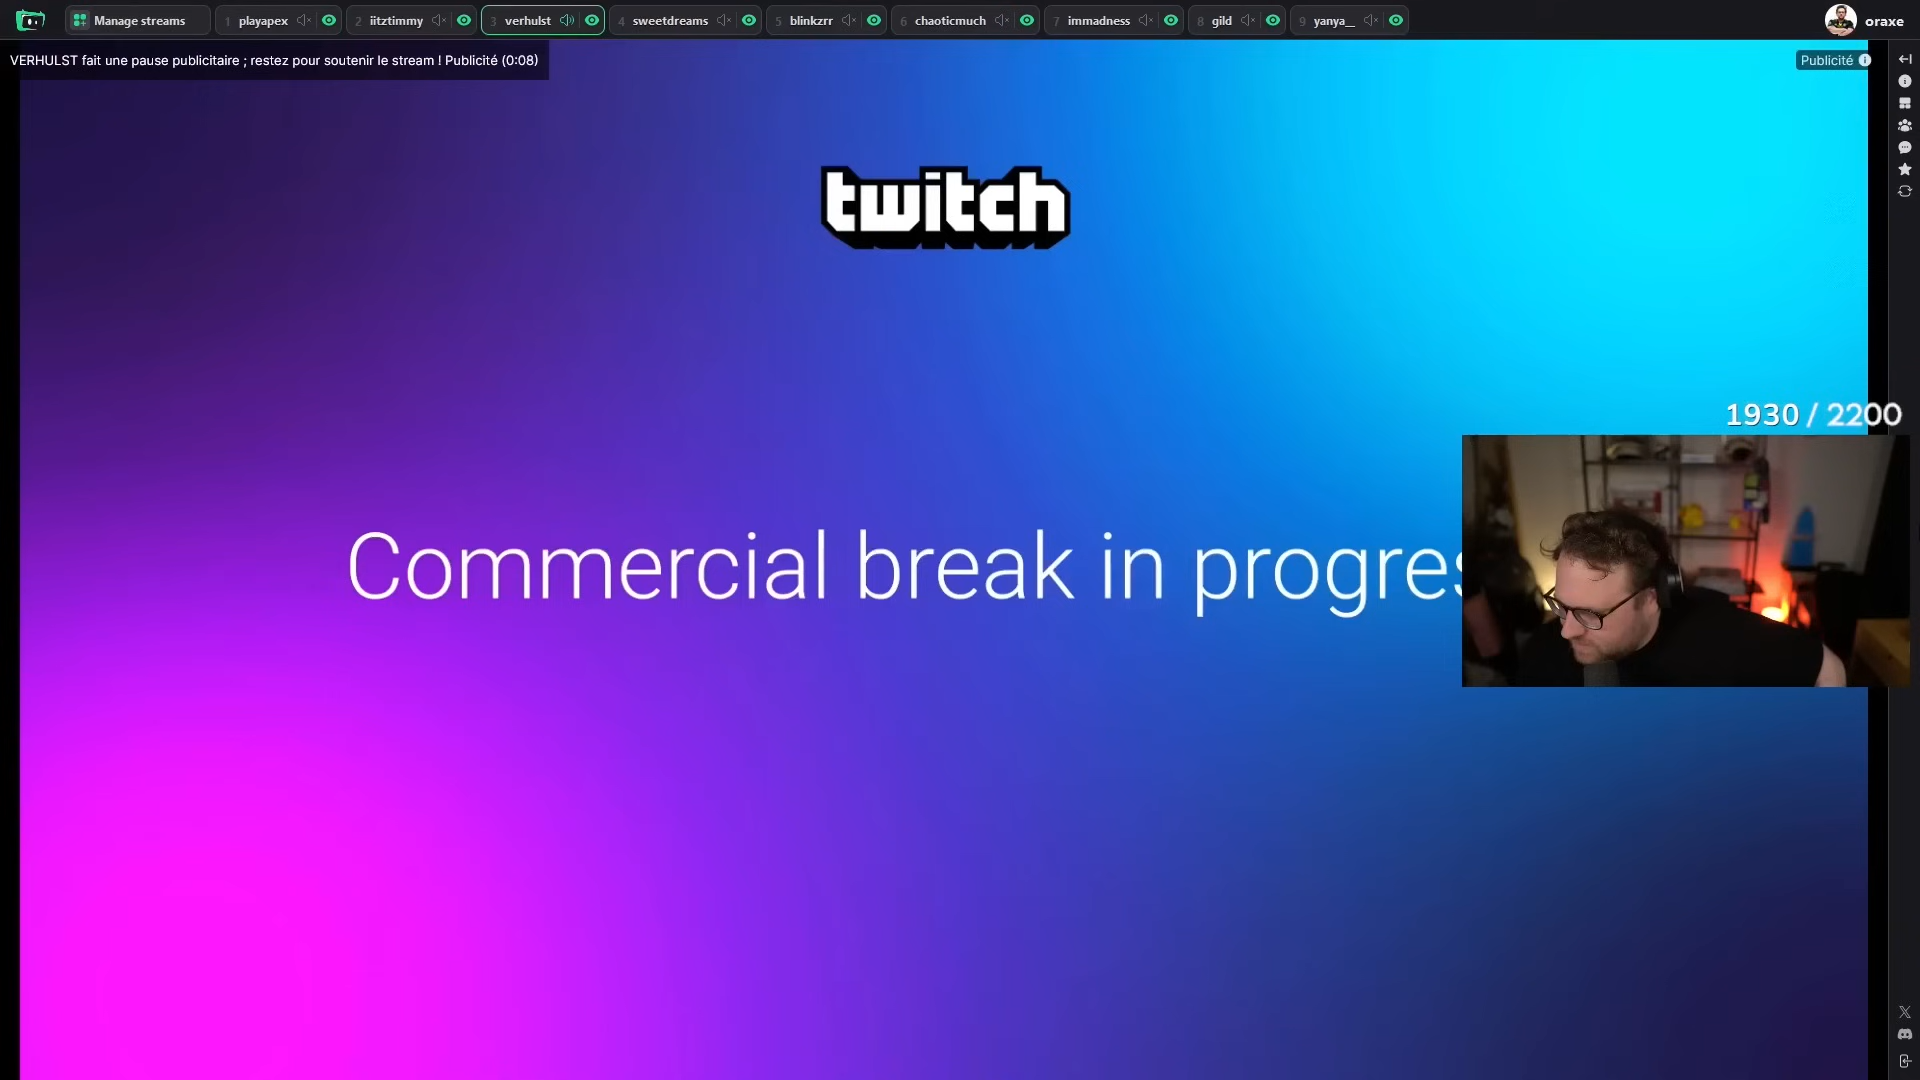 Manage streams
1 playapex
2 iitztimmy
3 verhulst
4 sweetdreams
5 blinkzrr
6 chaoticmuch
7 immadness
8 gild
9 yanya__
oraxe
VERHULST fait une pause publicitaire ; restez pour soutenir le stream ! Publicité (0:08)
Publicité
twitch
1930 / 2200
Commercial break in progres